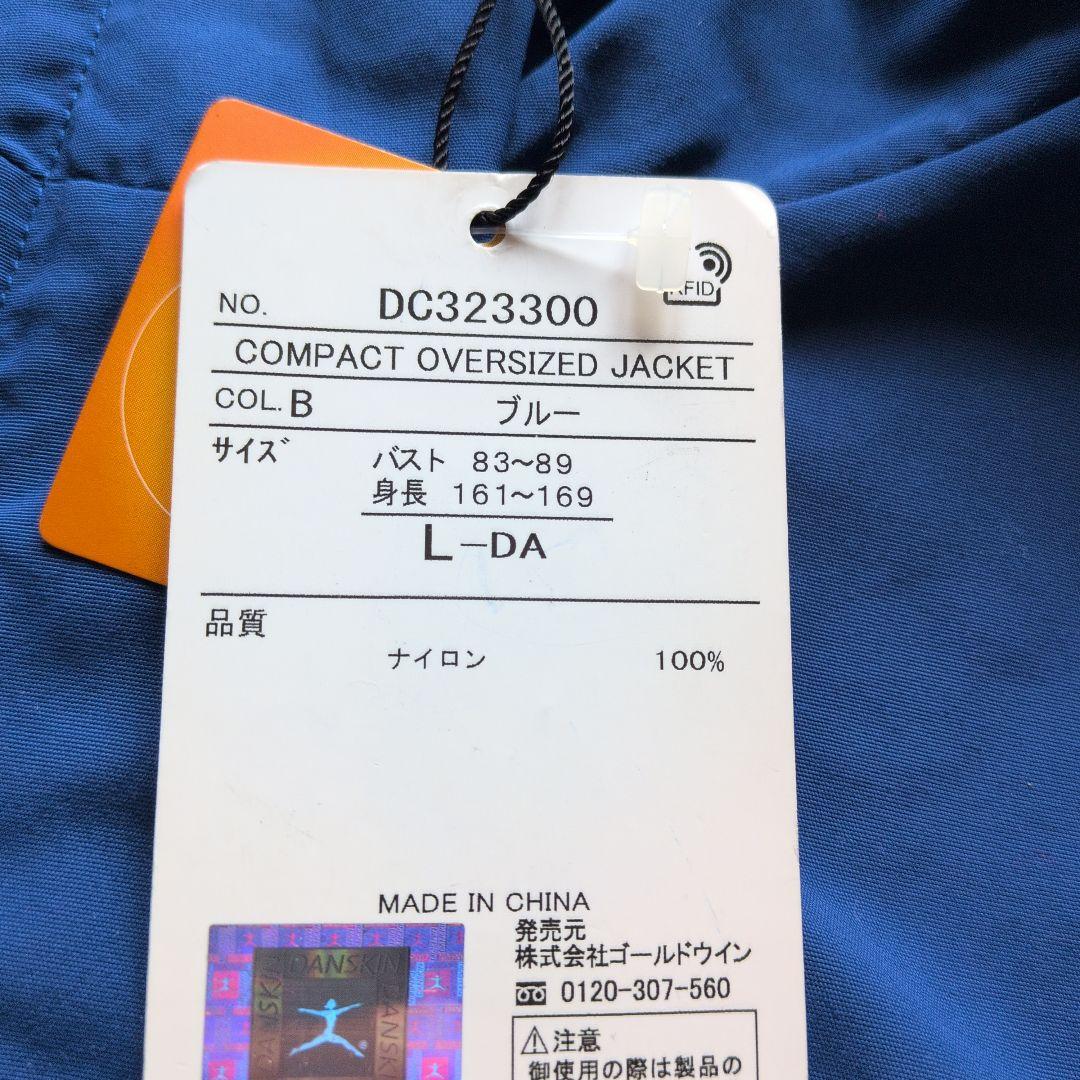 RFID
NO. DC323300
COMPACT OVERSIZED JACKET
COL. B ブルー
サイズ バスト 83～89
身長 161～169
L-DA
品質
ナイロン 100%
MADE IN CHINA
発売元
株式会社ゴールドウイン
0120-307-560
⚠注意
御使用の際は製品の
DANSKIN
DANSKIN
DANSKIN
®